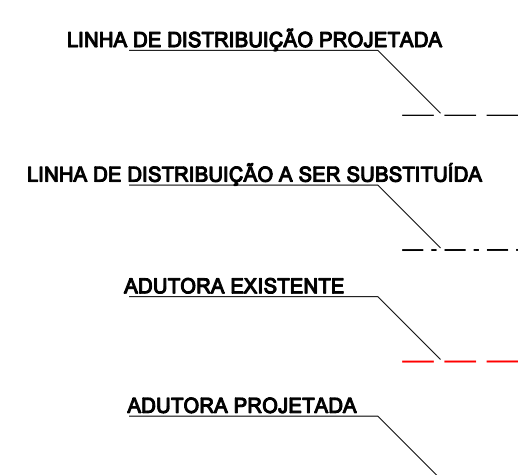 LINHA DE DISTRIBUIÇÃO PROJETADA
LINHA DE DISTRIBUIÇÃO A SER SUBSTITUÍDA
ADUTORA EXISTENTE
ADUTORA PROJETADA